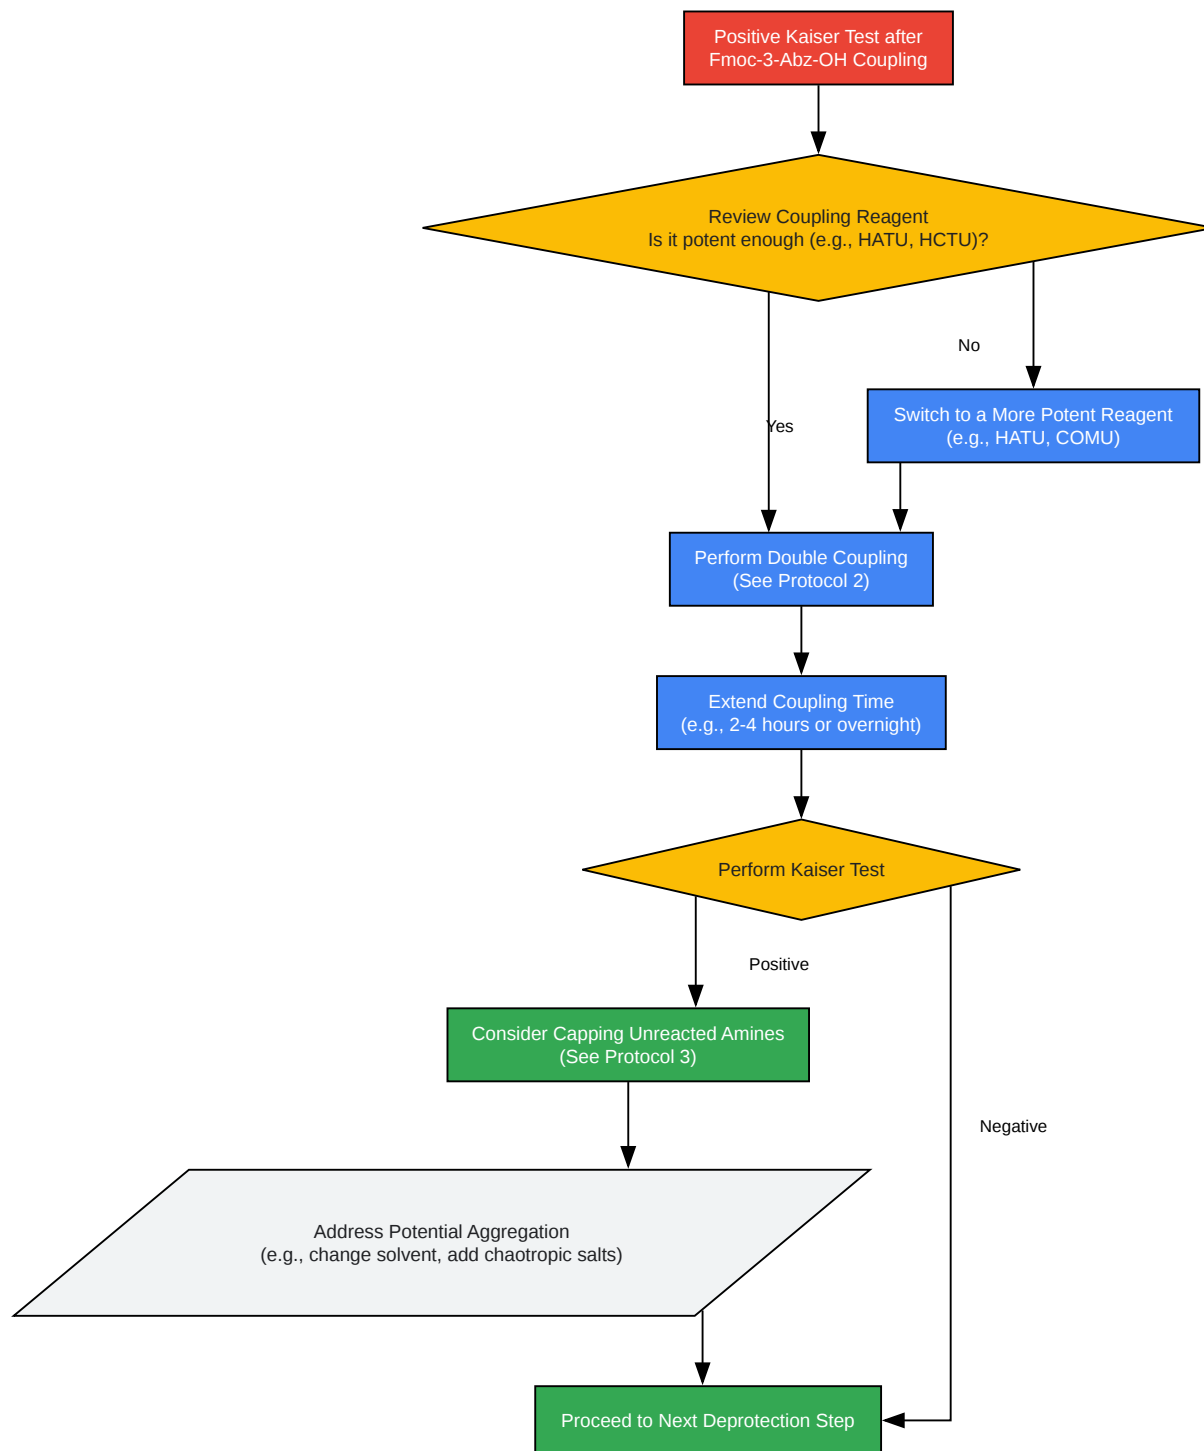 Positive Kaiser Test after
Fmoc-3-Abz-OH Coupling
Review Coupling Reagent
Is it potent enough (e.g., HATU, HCTU)?
No
Switch to a More Potent Reagent
(e.g., HATU, COMU)
Yes
Perform Double Coupling
(See Protocol 2)
Extend Coupling Time
(e.g., 2-4 hours or overnight)
Perform Kaiser Test
Positive
Consider Capping Unreacted Amines
(See Protocol 3)
Negative
Address Potential Aggregation
(e.g., change solvent, add chaotropic salts)
Proceed to Next Deprotection Step